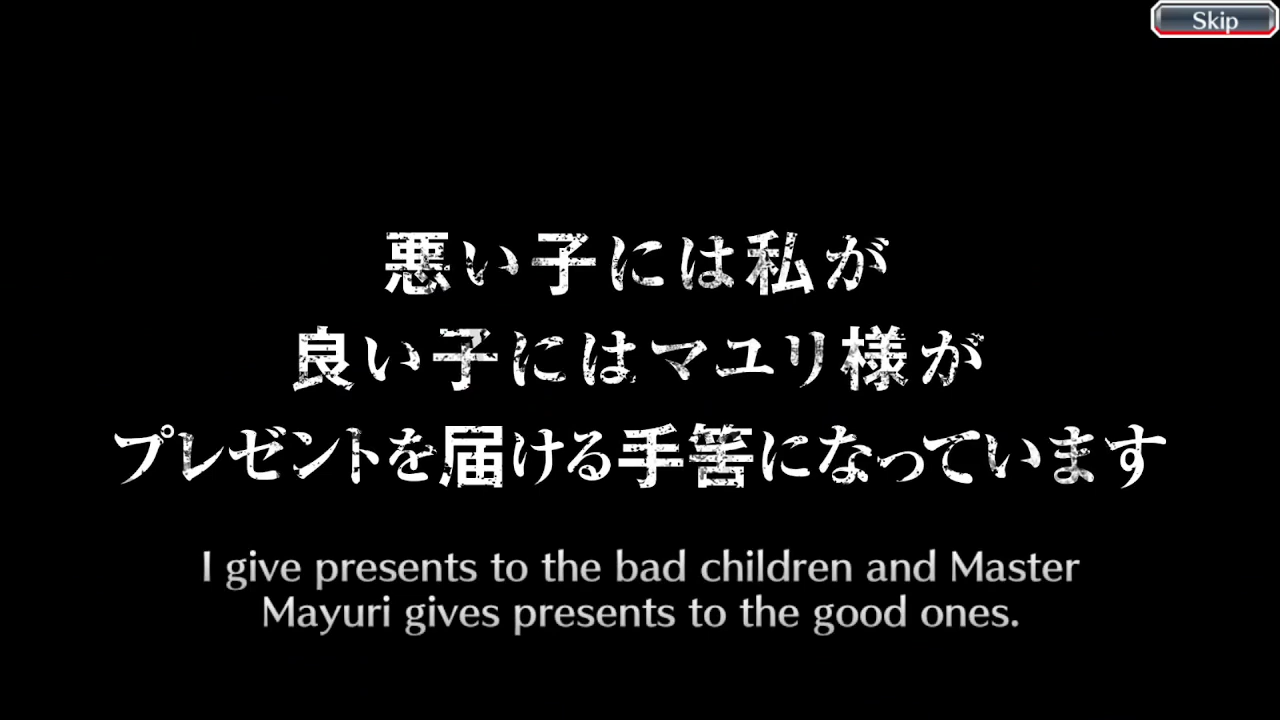 Skip
悪い子には私が
良い子にはマユリ様が
プレゼントを届ける手筈になっています
I give presents to the bad children and Master
Mayuri gives presents to the good ones.